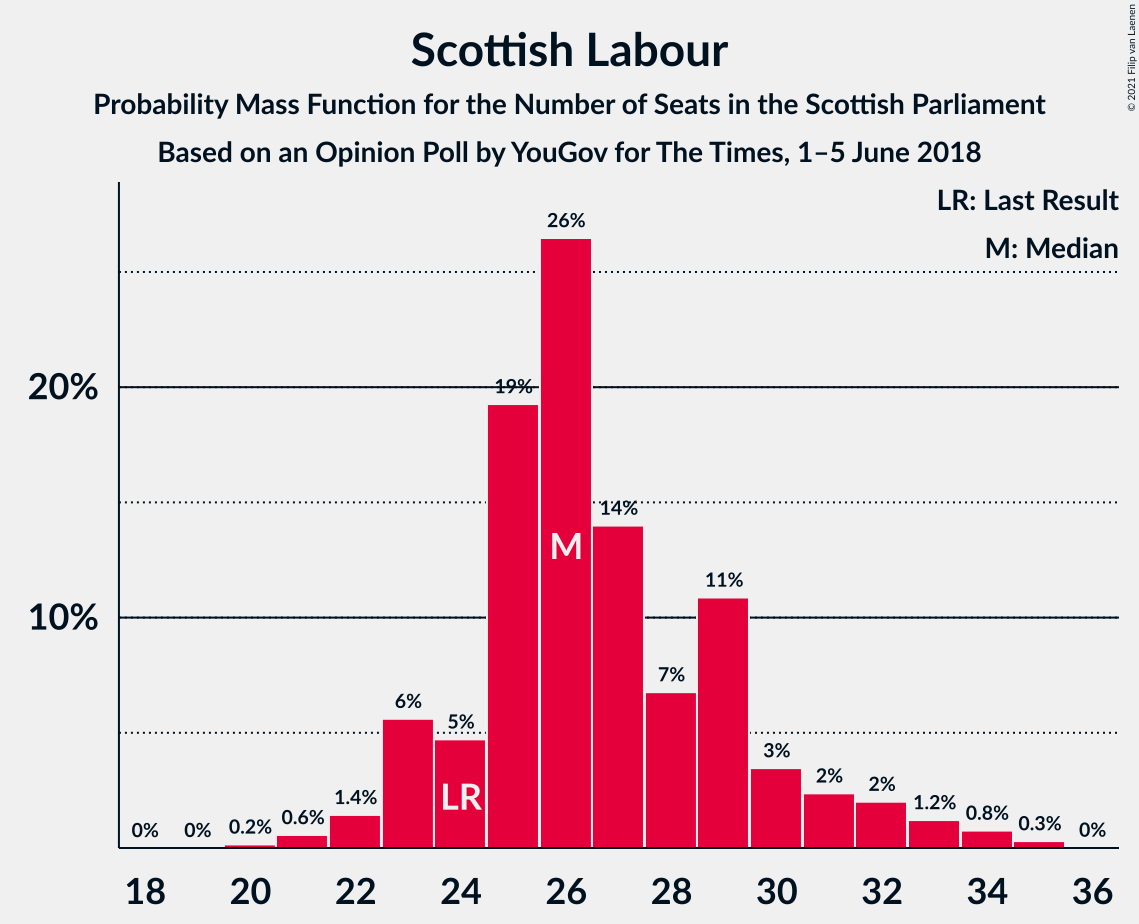 Scottish Labour
Probability Mass Function for the Number of Seats in the Scottish Parliament
Based on an Opinion Poll by YouGov for The Times, 1–5 June 2018
© 2021 Filip van Laenen
LR: Last Result
M: Median
26%
20%
19%
14%
M
11%
10%
7%
6%
5%
3%
LR
2%
2%
1.4%
1.2%
0.8%
0.6%
0.3%
0.2%
0%
0%
0%
18 20 22 24 26 28 30 32 34 36